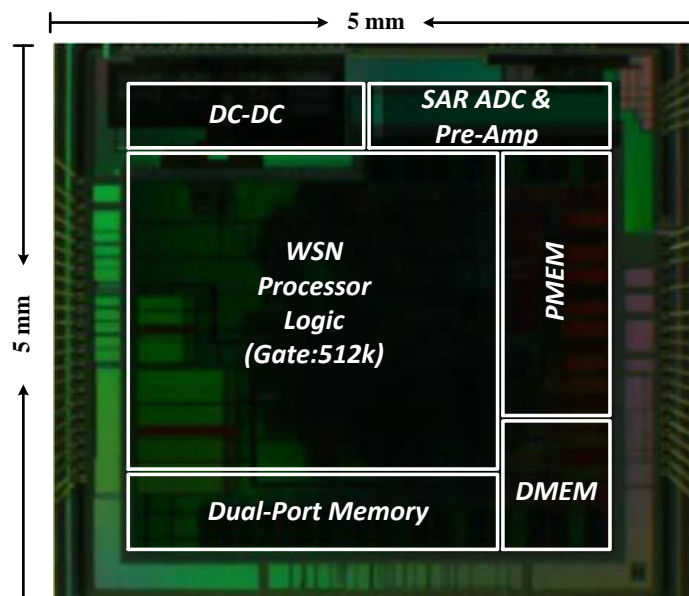 5 mm
5 mm
DC-DC
SAR ADC &
Pre-Amp
WSN
Processor
Logic
(Gate:512k)
PMEM
DMEM
Dual-Port Memory